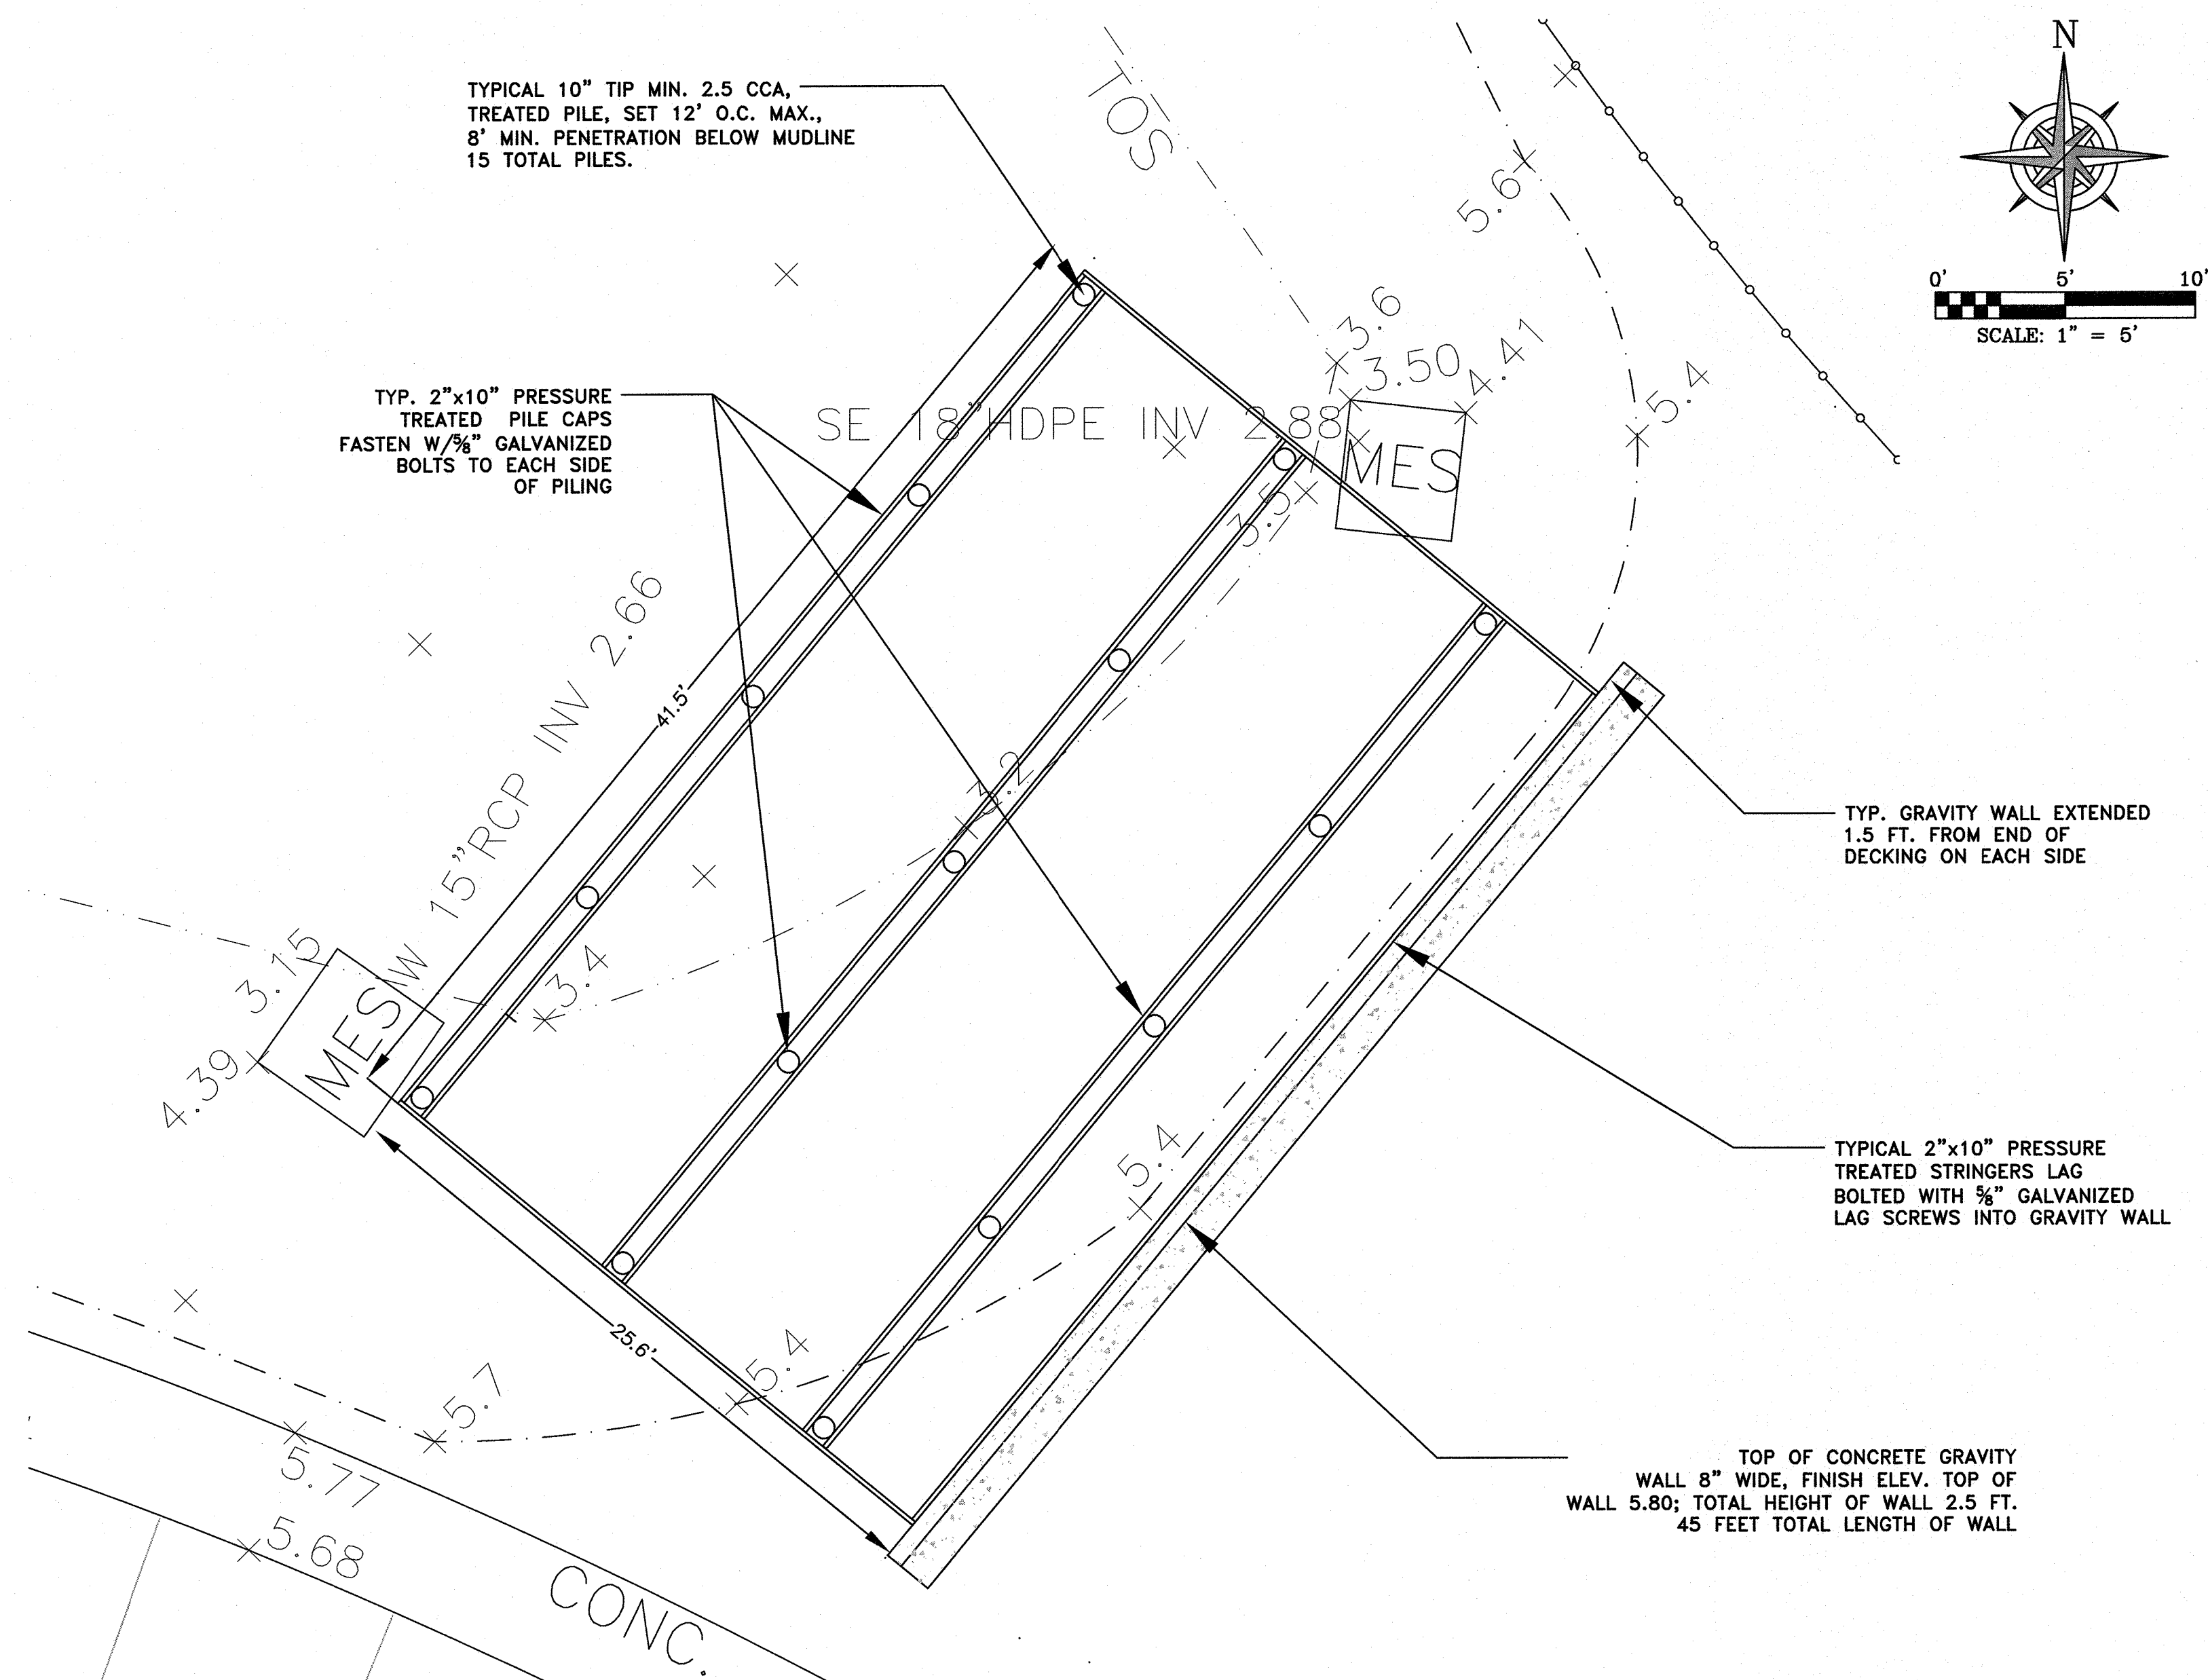 N
0' 5' 10'
SCALE: 1" = 5'
TYPICAL 10" TIP MIN. 2.5 CCA,
TREATED PILE, SET 12' O.C. MAX.,
8' MIN. PENETRATION BELOW MUDLINE
15 TOTAL PILES.
TOS
5.6
3.6
3.50
4.41
5.4
TYP. 2"x10" PRESSURE
TREATED PILE CAPS
FASTEN W/⅝" GALVANIZED
BOLTS TO EACH SIDE
OF PILING
SE 18"HDPE INV 2.88
MES
3.5
41.5'
NW 15"RCP INV 2.66
3.2
TYP. GRAVITY WALL EXTENDED
1.5 FT. FROM END OF
DECKING ON EACH SIDE
3.15
MES
3.4
4.39
5.4
TYPICAL 2"x10" PRESSURE
TREATED STRINGERS LAG
BOLTED WITH ⅝" GALVANIZED
LAG SCREWS INTO GRAVITY WALL
25.6'
5.4
5.7
5.77
5.68
CONC.
TOP OF CONCRETE GRAVITY
WALL 8" WIDE, FINISH ELEV. TOP OF
WALL 5.80; TOTAL HEIGHT OF WALL 2.5 FT.
45 FEET TOTAL LENGTH OF WALL